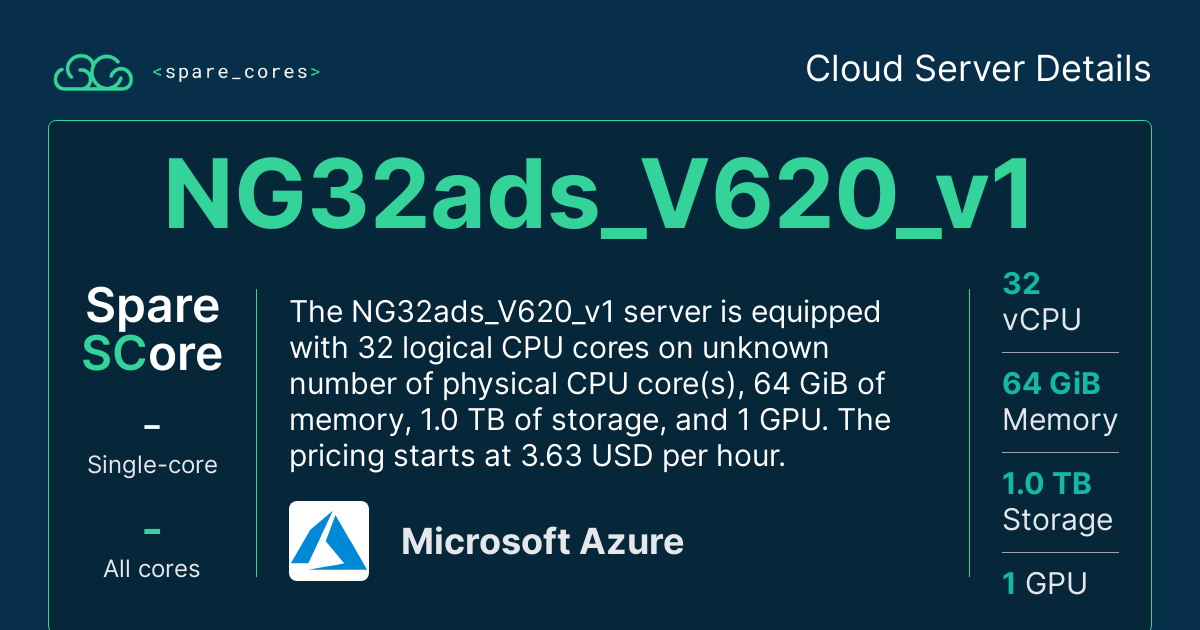 <spare_cores>
Cloud Server Details
NG32ads_V620_v1
Spare
SCore
-
Single-core
-
All cores
The NG32ads_V620_v1 server is equipped
with 32 logical CPU cores on unknown
number of physical CPU core(s), 64 GiB of
memory, 1.0 TB of storage, and 1 GPU. The
pricing starts at 3.63 USD per hour.
Microsoft Azure
32
vCPU
64 GiB
Memory
1.0 TB
Storage
1 GPU